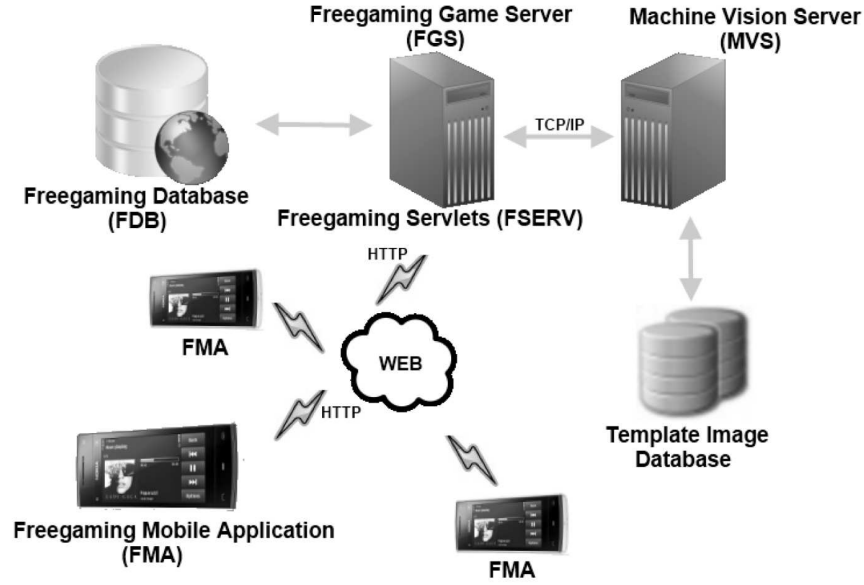 Freegaming Game Server
(FGS)
Machine Vision Server
(MVS)
TCP/IP
Freegaming Database
(FDB)
Freegaming Servlets (FSERV)
HTTP
FMA
WEB
HTTP
Template Image
Database
Freegaming Mobile Application
(FMA)
FMA